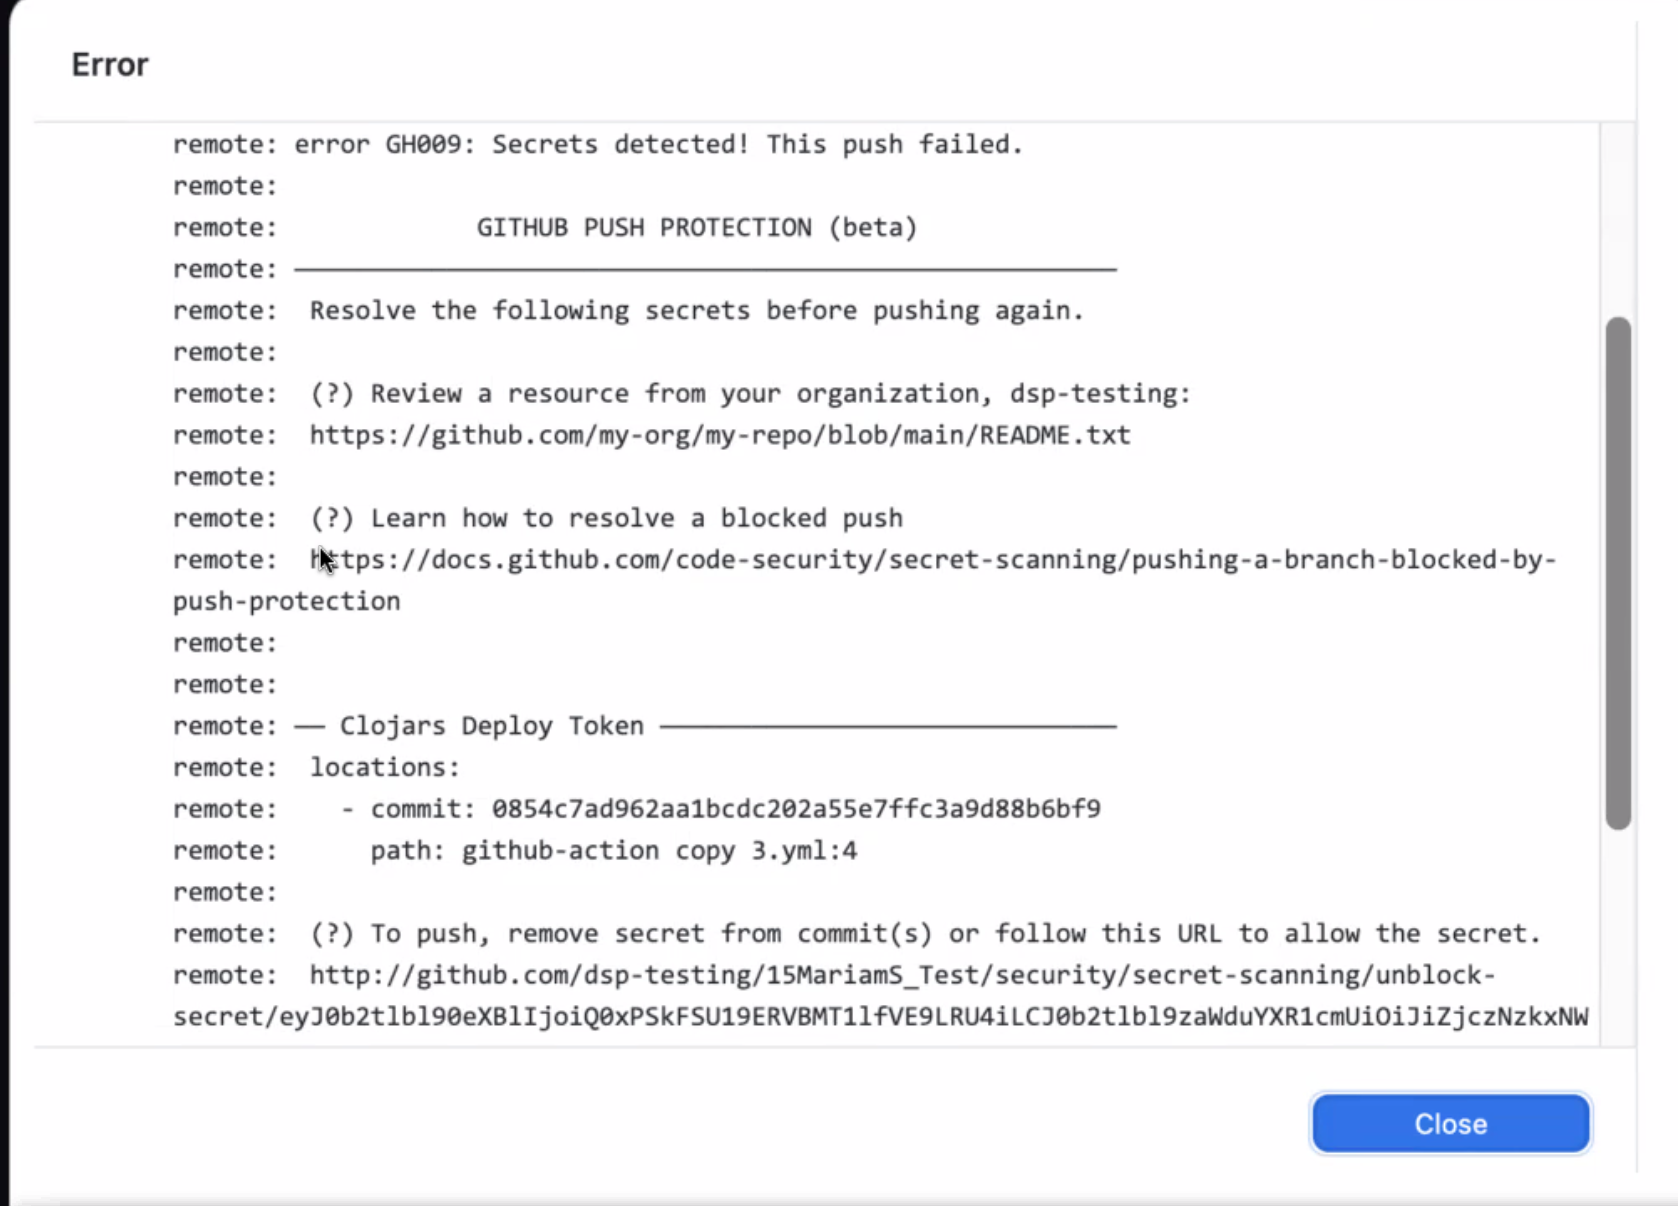 Error
remote: error GH009: Secrets detected! This push failed.
remote:
remote:             GITHUB PUSH PROTECTION (beta)
remote: ——————————————————————————————————————————————————————
remote:  Resolve the following secrets before pushing again.
remote:
remote:  (?) Review a resource from your organization, dsp-testing:
remote:  https://github.com/my-org/my-repo/blob/main/README.txt
remote:
remote:  (?) Learn how to resolve a blocked push
remote:  https://docs.github.com/code-security/secret-scanning/pushing-a-branch-blocked-by-
push-protection
remote:
remote:
remote: —— Clojars Deploy Token ——————————————————————————————
remote:  locations:
remote:    - commit: 0854c7ad962aa1bcdc202a55e7ffc3a9d88b6bf9
remote:      path: github-action copy 3.yml:4
remote:
remote:  (?) To push, remove secret from commit(s) or follow this URL to allow the secret.
remote:  http://github.com/dsp-testing/15MariamS_Test/security/secret-scanning/unblock-
secret/eyJ0b2tlbl90eXBlIjoiQ0xPSkFSU19ERVBMT1lfVE9LRU4iLCJ0b2tlbl9zaWduYXR1cmUiOiJiZjczNzkxNW
Close